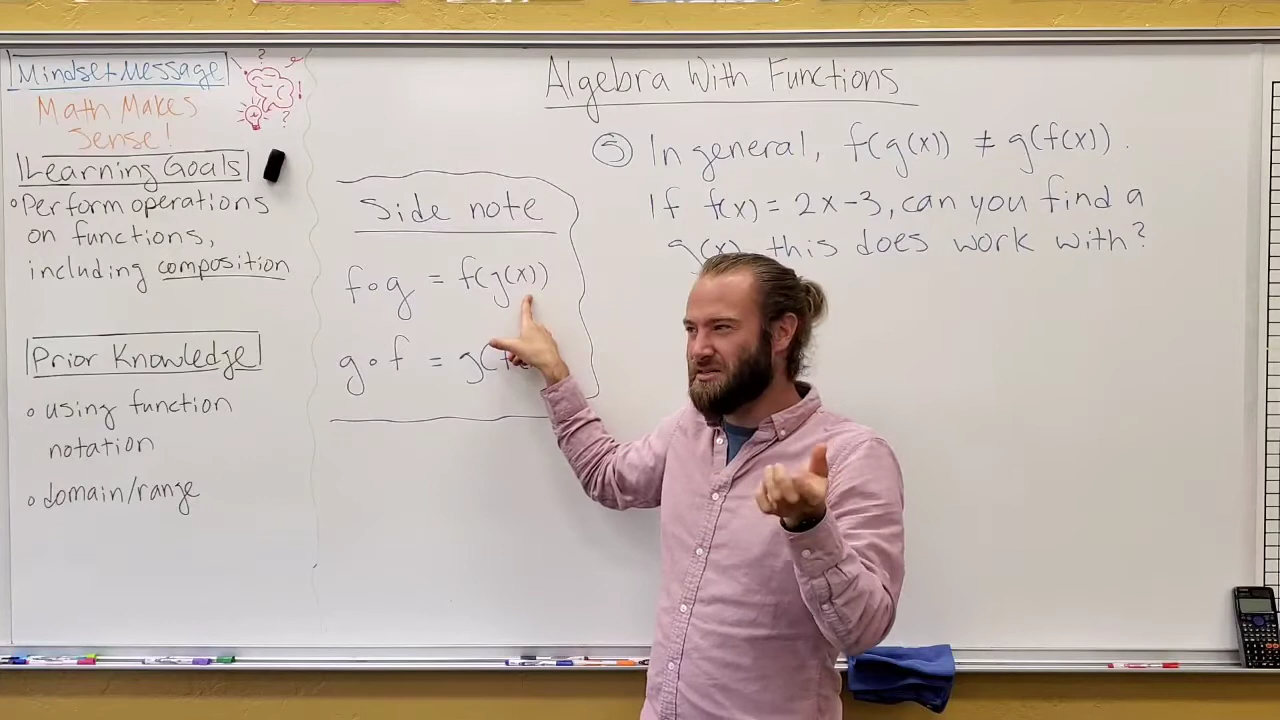 Mindset Message
Math Makes
Sense!
Learning Goals
• Perform operations
on functions,
including composition
Prior Knowledge
• using function
notation
• domain/range
Side note
f∘g = f(g(x))
g∘f = g(
Algebra With Functions
⑤ In general, f(g(x)) ≠ g(f(x)).
If f(x) = 2x-3, can you find a
g(x) this does work with?